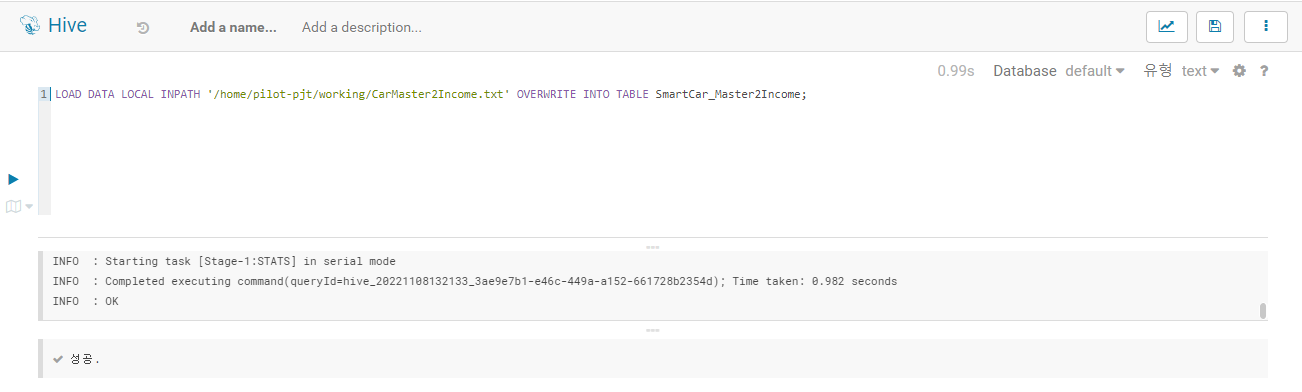 Hive
Add a name...
Add a description...
0.99s Database default 유형 text ?
1 LOAD DATA LOCAL INPATH '/home/pilot-pjt/working/CarMaster2Income.txt' OVERWRITE INTO TABLE SmartCar_Master2Income;
INFO : Starting task [Stage-1:STATS] in serial mode
INFO : Completed executing command(queryId=hive_20221108132133_3ae9e7b1-e46c-449a-a152-661728b2354d); Time taken: 0.982 seconds
INFO : OK
성공.